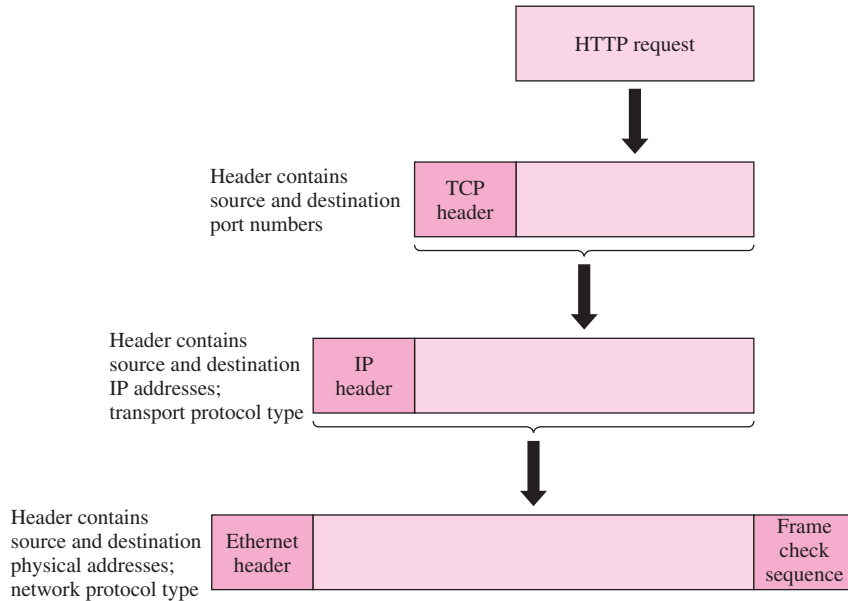 HTTP request
Header contains
source and destination
port numbers
TCP
header
Header contains
source and destination
IP addresses;
transport protocol type
IP
header
Header contains
source and destination
physical addresses;
network protocol type
Ethernet
header
Frame
check
sequence